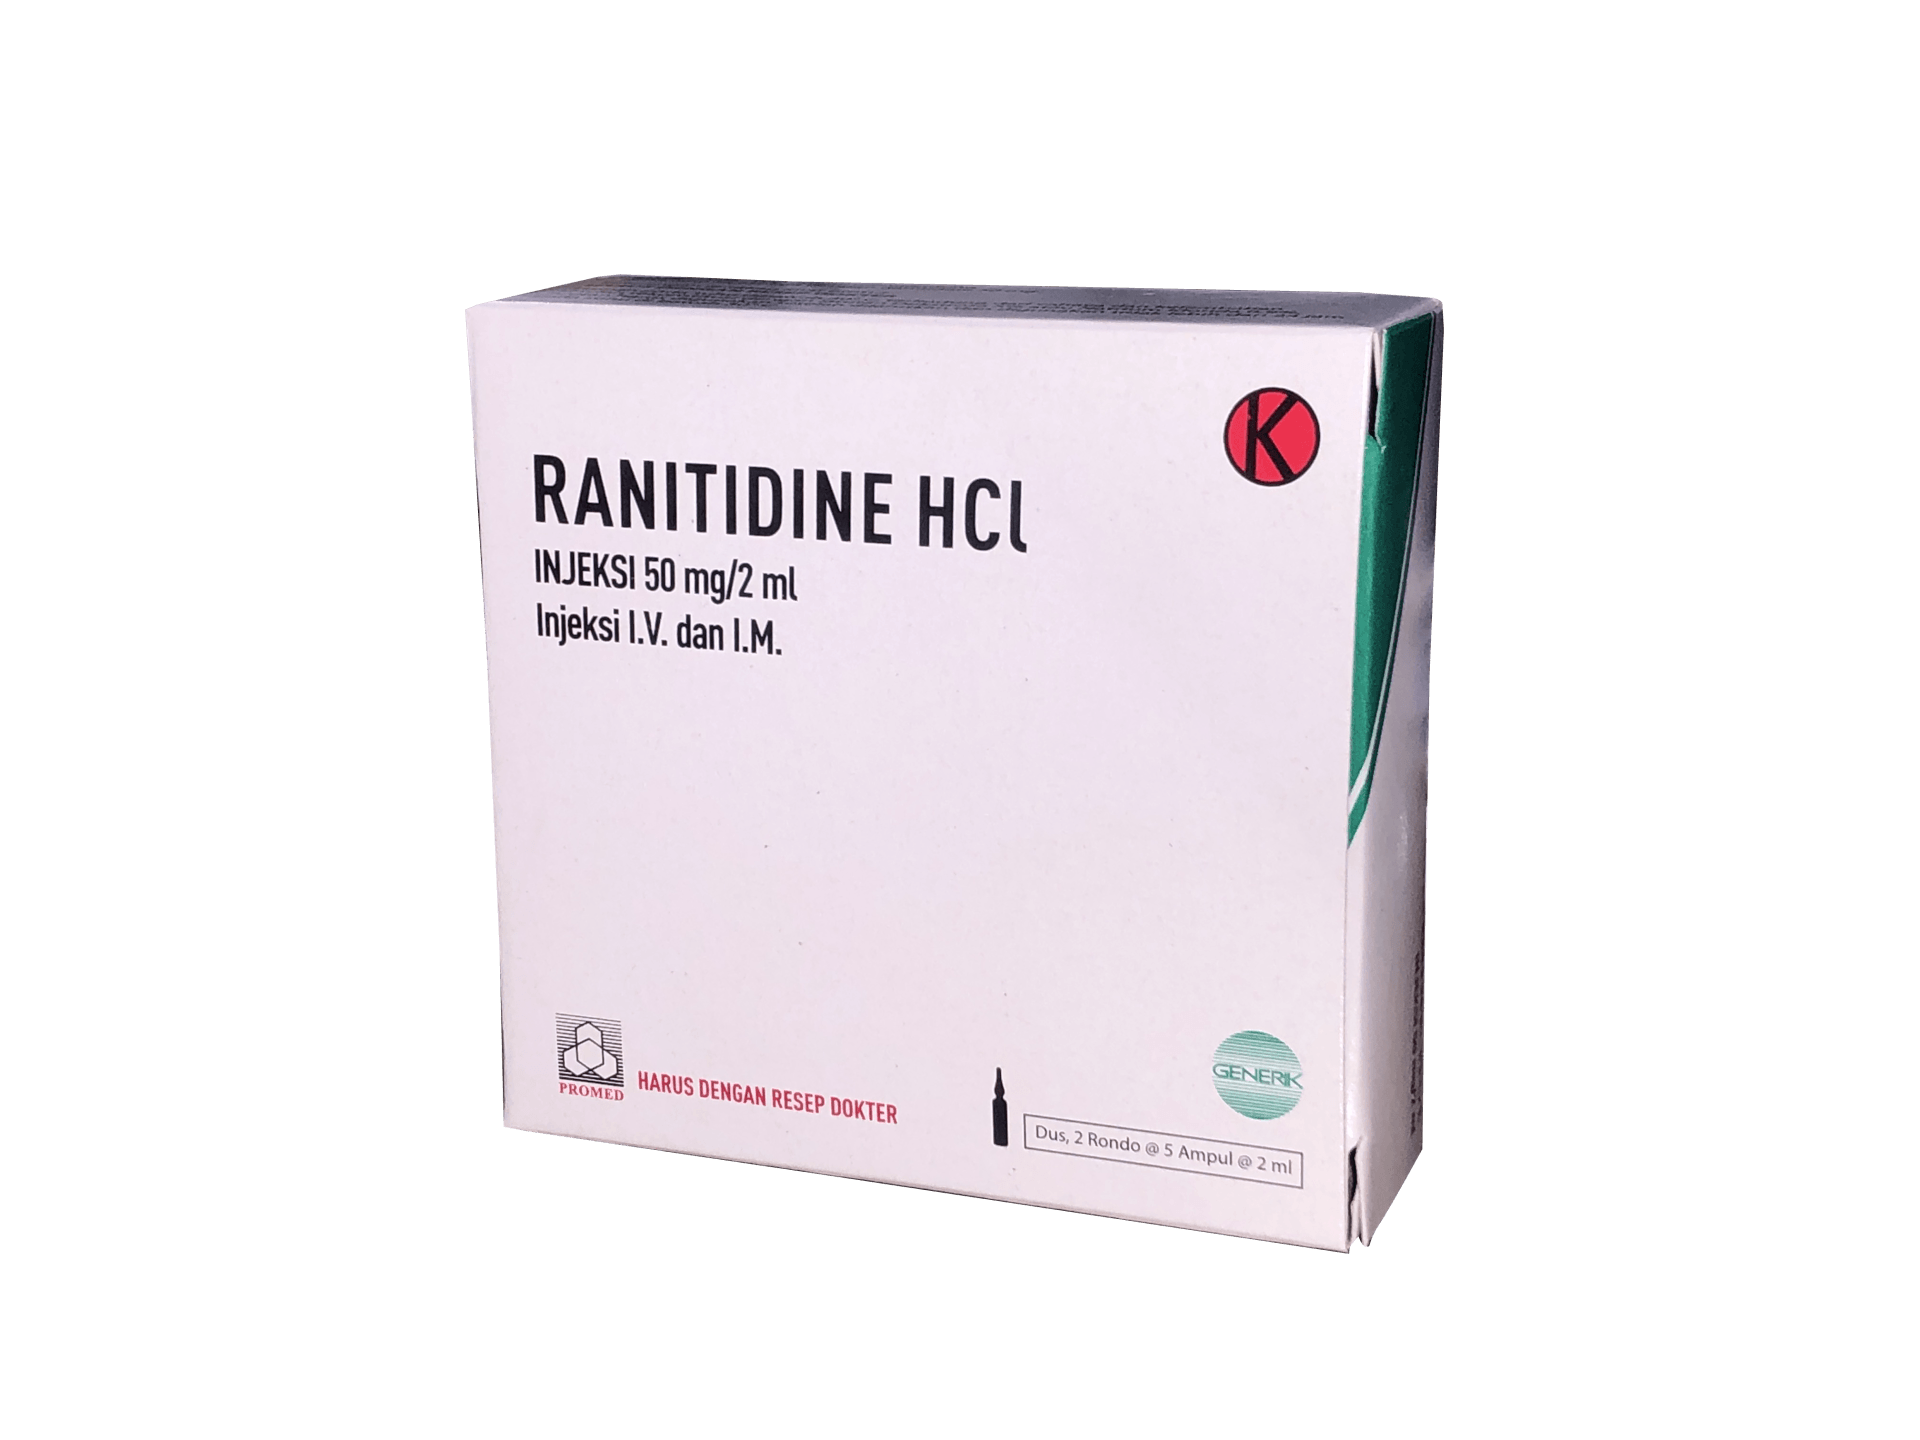 K
RANITIDINE HCl
INJEKSI 50 mg/2 ml
Injeksi I.V. dan I.M.
GENERIK
PROMED
HARUS DENGAN RESEP DOKTER
Dus, 2 Rondo @ 5 Ampul @ 2 ml